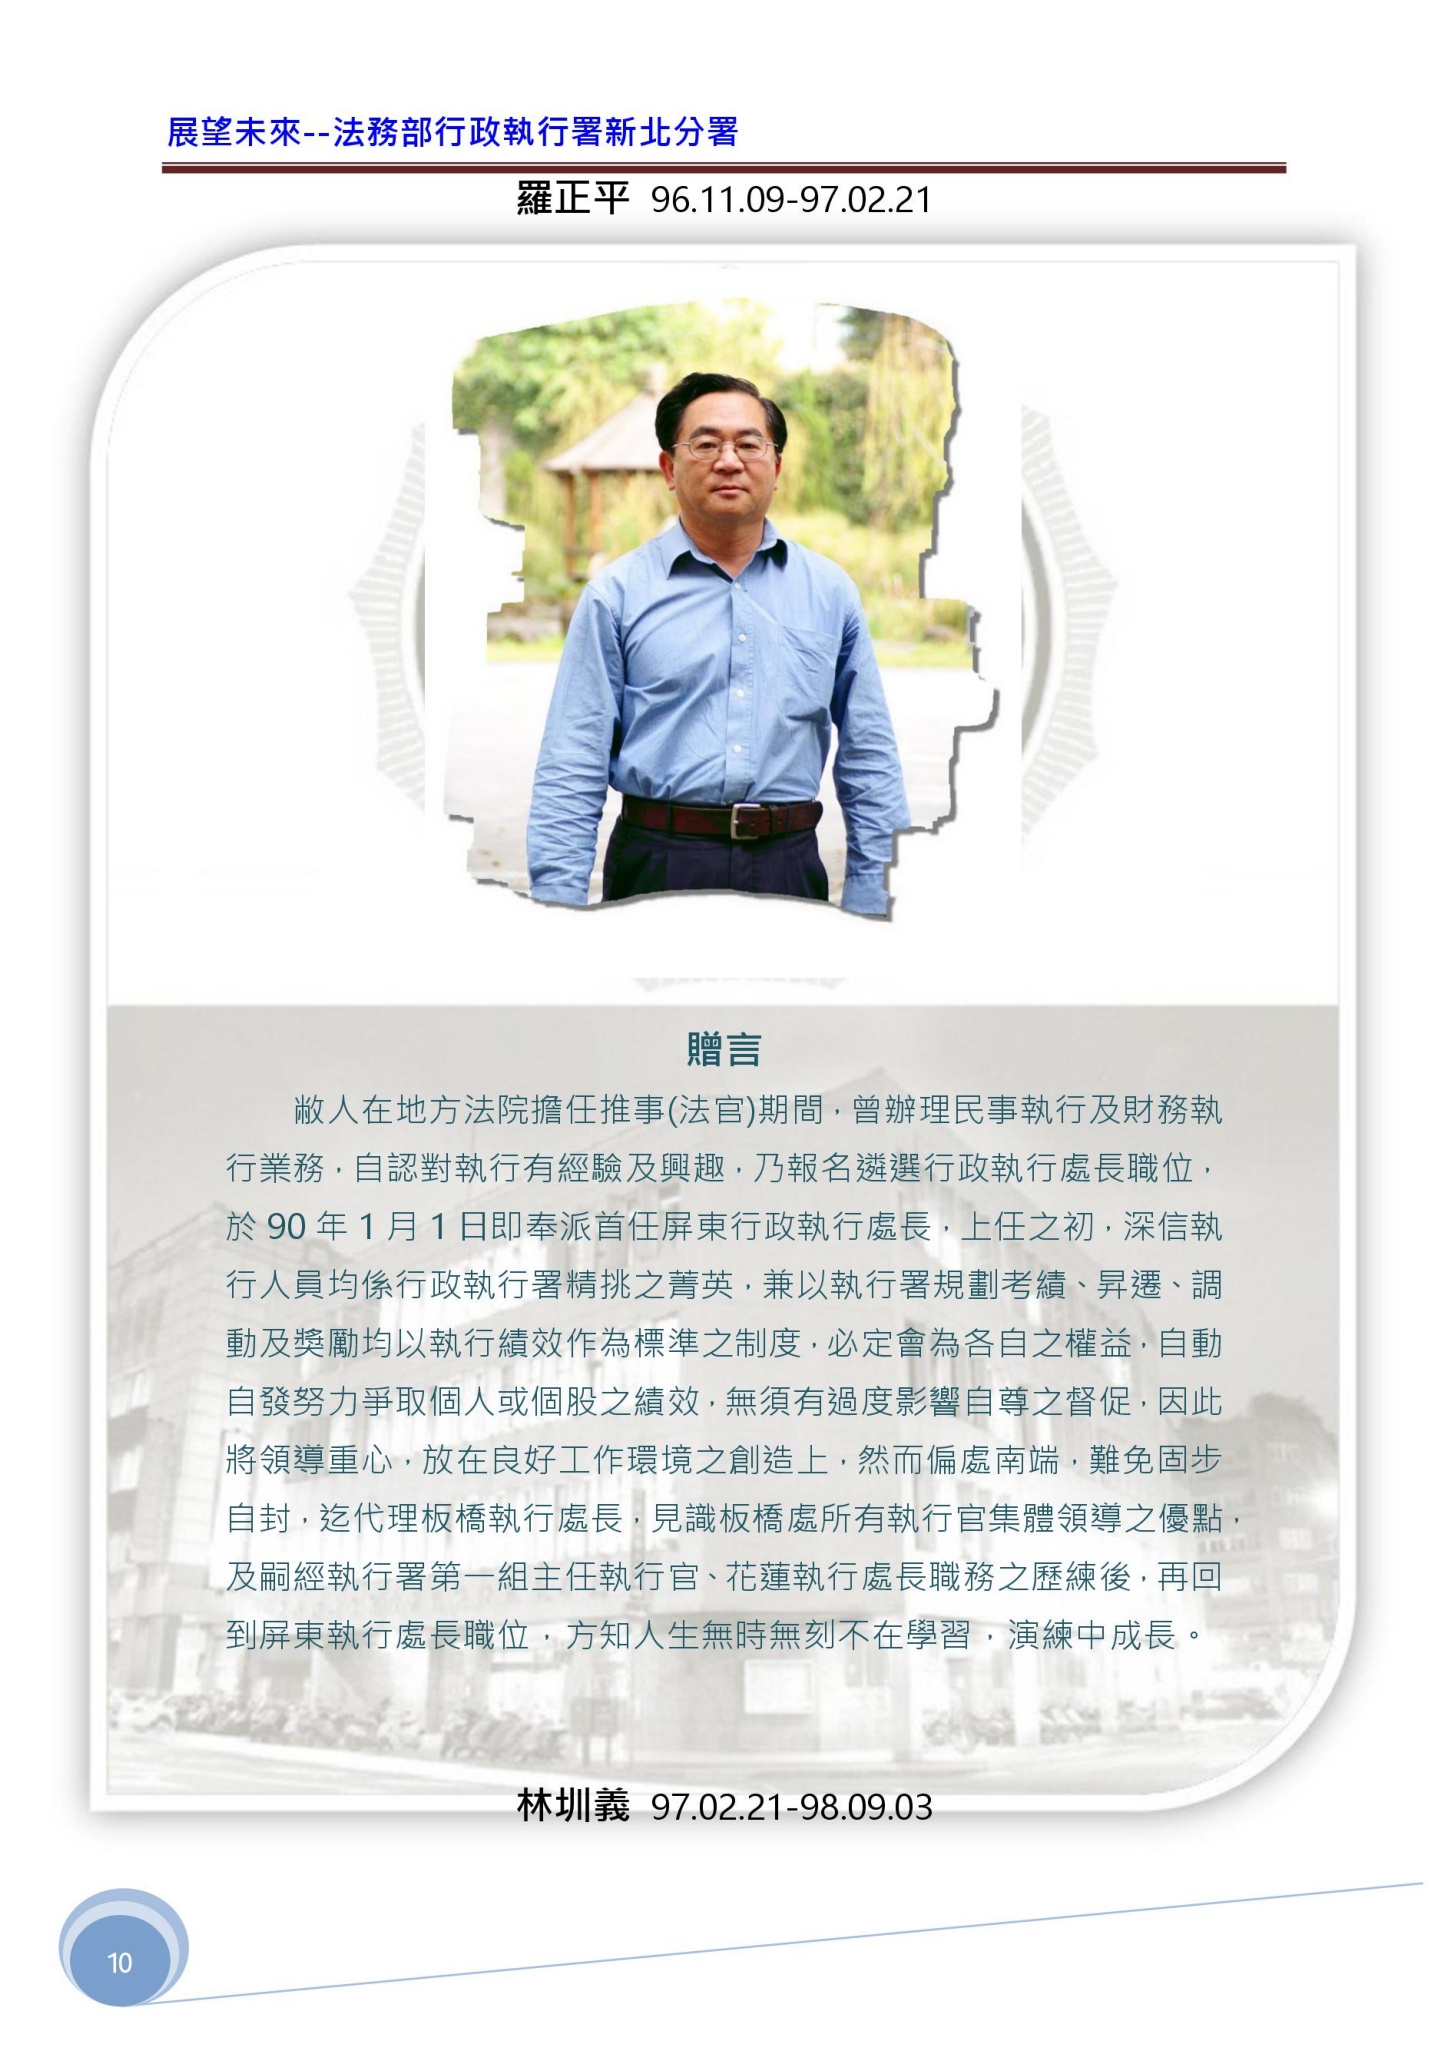 展望未來--法務部行政執行署新北分署
羅正平 96.11.09-97.02.21
贈言
敝人在地方法院擔任推事(法官)期間，曾辦理民事執行及財務執
行業務，自認對執行有經驗及興趣，乃報名遴選行政執行處長職位，
於 90 年 1 月 1 日即奉派首任屏東行政執行處長，上任之初，深信執
行人員均係行政執行署精挑之菁英，兼以執行署規劃考績、昇遷、調
動及獎勵均以執行績效作為標準之制度，必定會為各自之權益，自動
自發努力爭取個人或個股之績效，無須有過度影響自尊之督促，因此
將領導重心，放在良好工作環境之創造上，然而偏處南端，難免固步
自封，迄代理板橋執行處長，見識板橋處所有執行官集體領導之優點，
及嗣經執行署第一組主任執行官、花蓮執行處長職務之歷練後，再回
到屏東執行處長職位，方知人生無時無刻不在學習，演練中成長。
林圳義 97.02.21-98.09.03
10